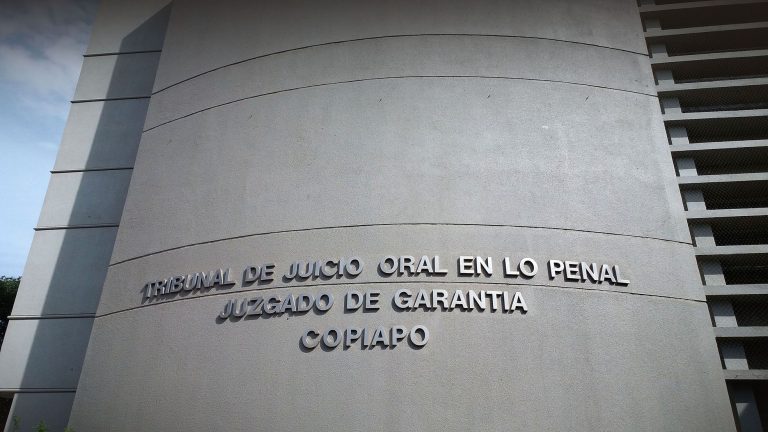 TRIBUNAL DE JUICIO ORAL EN LO PENAL
JUZGADO DE GARANTIA
COPIAPO